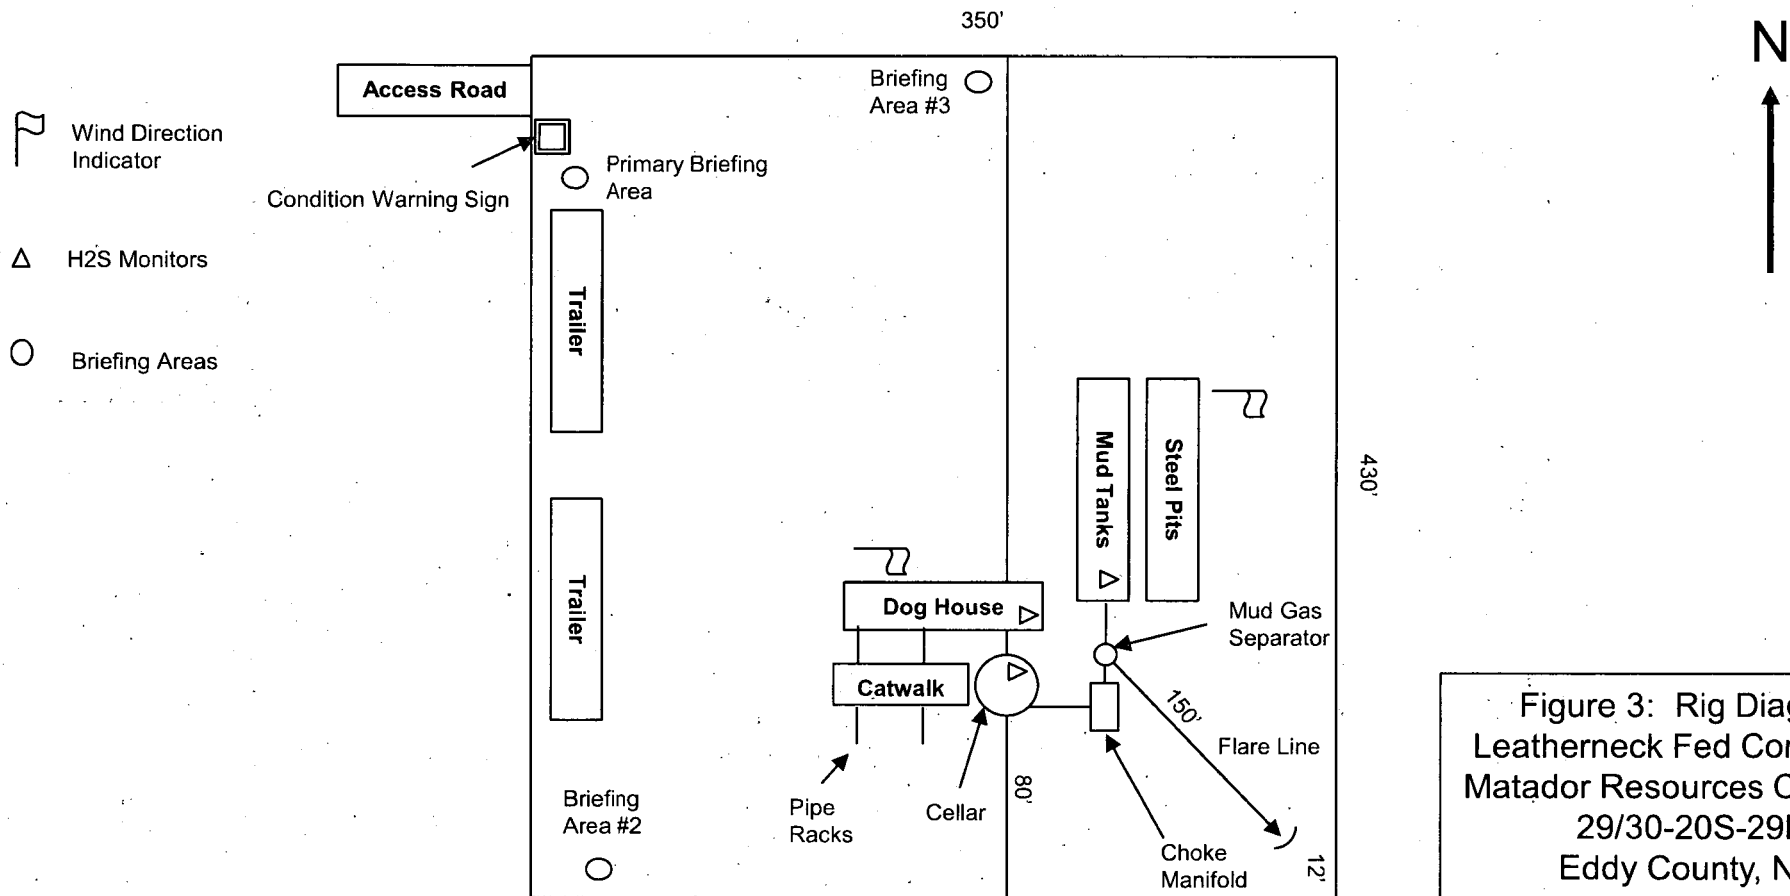 350'
N
Access Road
Briefing
Area #3
Wind Direction
Indicator
Primary Briefing
Area
Condition Warning Sign
H2S Monitors
Briefing Areas
Trailer
Mud Tanks
Steel Pits
430'
Trailer
Dog House
Mud Gas
Separator
Catwalk
150'
Flare Line
80'
Briefing
Area #2
Pipe
Racks
Cellar
Choke
Manifold
12'
Figure 3: Rig
Leatherneck Fed
Matador Resources
29/30-20S-29
Eddy County, N